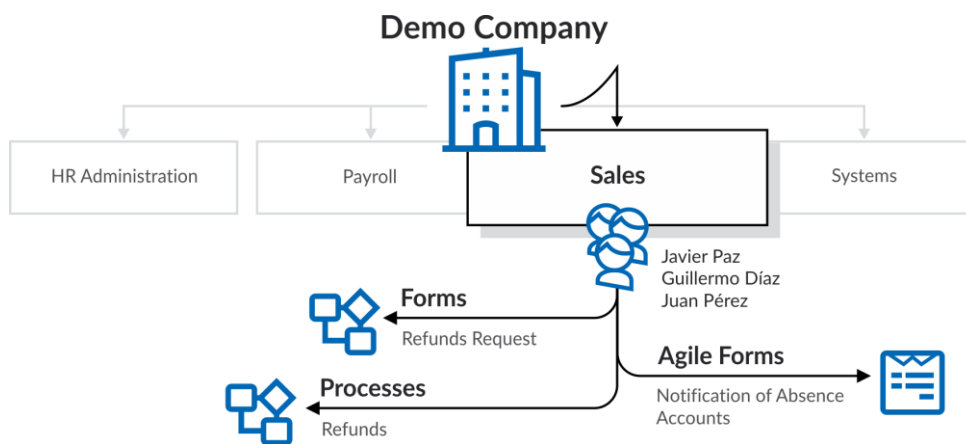 Demo Company
HR Administration
Payroll
Sales
Systems
Javier Paz
Guillermo Díaz
Juan Pérez
Forms
Refunds Request
Agile Forms
Notification of Absence
Accounts
Processes
Refunds